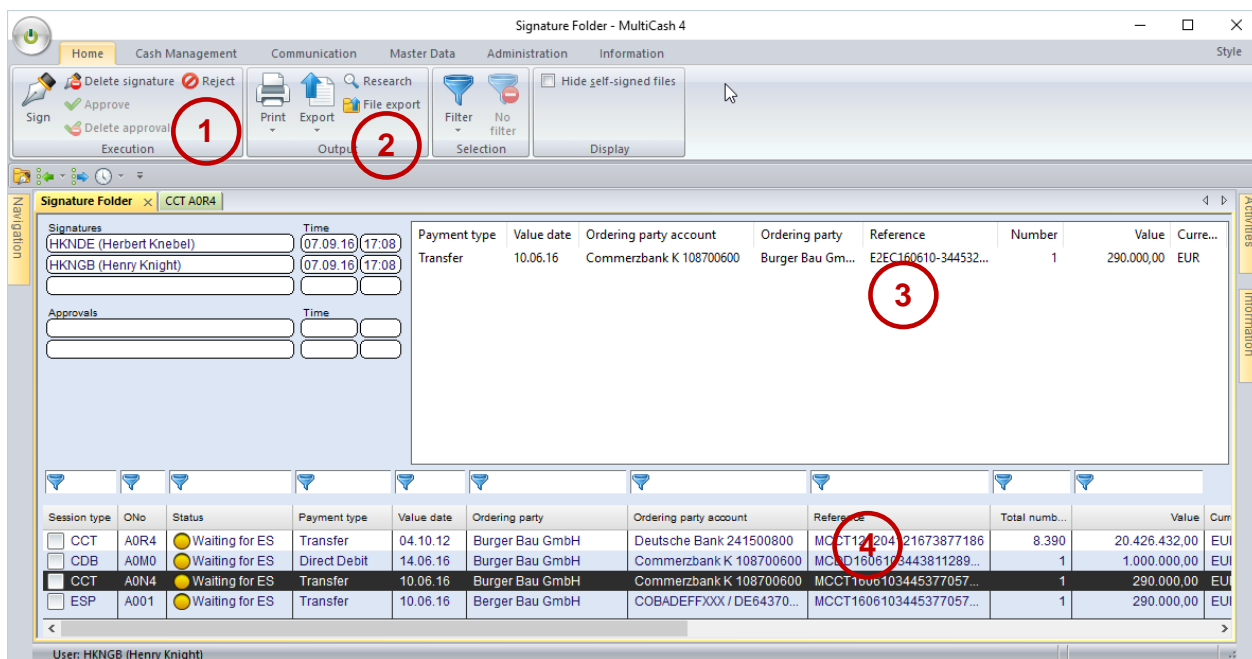 Signature Folder - MultiCash 4
Home Cash Management Communication Master Data Administration Information Style
Delete signature Reject Research Hide self-signed files
Approve File export
Sign Print Export Filter No filter
Delete approval
Execution Output Selection Display
1
2
Navigation
Signature Folder CCT A0R4
Activities
Information
Signatures Time
HKNDE (Herbert Knebel) 07.09.16 17:08
HKNGB (Henry Knight) 07.09.16 17:08
Approvals Time
Payment type Value date Ordering party account Ordering party Reference Number Value Curre...
Transfer 10.06.16 Commerzbank K 108700600 Burger Bau Gm... E2EC160610-344532... 1 290.000,00 EUR
3
Session type ONo Status Payment type Value date Ordering party Ordering party account Reference Total numb... Value Curr
CCT A0R4 Waiting for ES Transfer 04.10.12 Burger Bau GmbH Deutsche Bank 241500800 8.390 20.426.432,00 EUI
4
CDB A0M0 Waiting for ES Direct Debit 14.06.16 Burger Bau GmbH Commerzbank K 108700600 1 1.000.000,00 EUI
CCT A0N4 Waiting for ES Transfer 10.06.16 Burger Bau GmbH Commerzbank K 108700600 MCCT1606103445377057... 1 290.000,00 EUI
ESP A001 Waiting for ES Transfer 10.06.16 Berger Bau GmbH COBADEFFXXX / DE64370... MCCT1606103445377057... 1 290.000,00 EUI
User: HKNGB (Henry Knight)